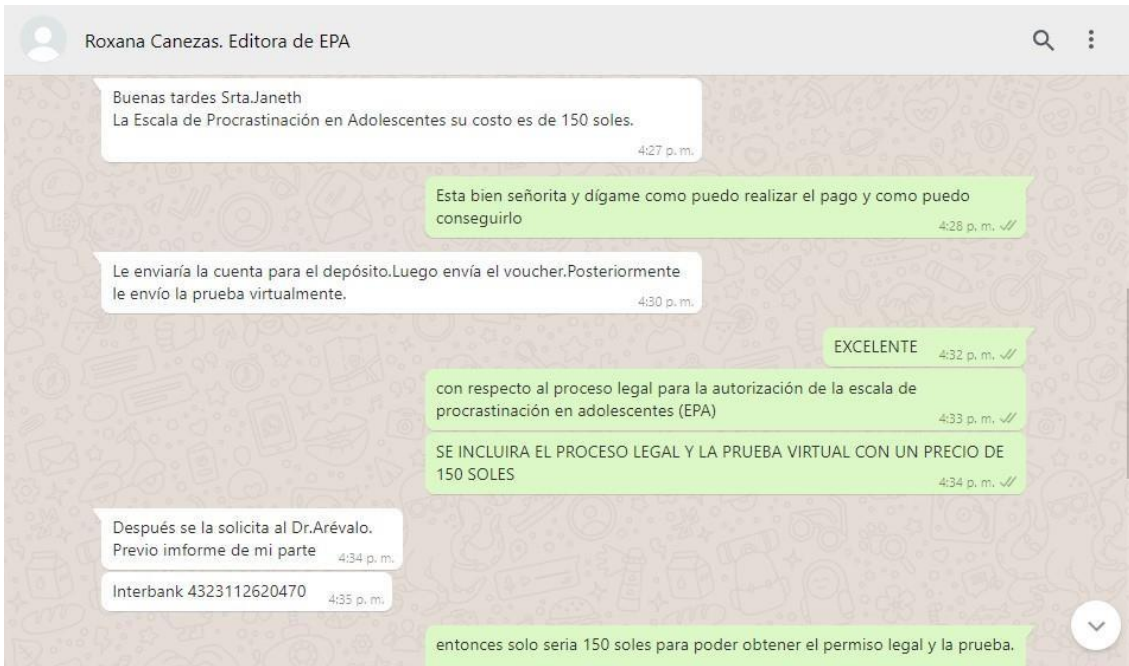 Roxana Canezas. Editora de EPA
Buenas tardes Srta.Janeth
La Escala de Procrastinación en Adolescentes su costo es de 150 soles.
4:27 p. m.
Esta bien señorita y dígame como puedo realizar el pago y como puedo
conseguirlo
4:28 p. m.
Le enviaría la cuenta para el depósito.Luego envía el voucher.Posteriormente
le envío la prueba virtualmente.
4:30 p. m.
EXCELENTE 4:32 p. m.
con respecto al proceso legal para la autorización de la escala de
procrastinación en adolescentes (EPA)
4:33 p. m.
SE INCLUIRA EL PROCESO LEGAL Y LA PRUEBA VIRTUAL CON UN PRECIO DE
150 SOLES
4:34 p. m.
Después se la solicita al Dr.Arévalo.
Previo imforme de mi parte 4:34 p. m.
Interbank 4323112620470 4:35 p. m.
entonces solo seria 150 soles para poder obtener el permiso legal y la prueba.